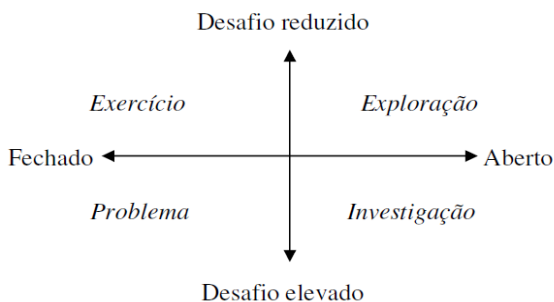 Desafio reduzido
Exercício Exploração
Fechado Aberto
Problema Investigação
Desafio elevado